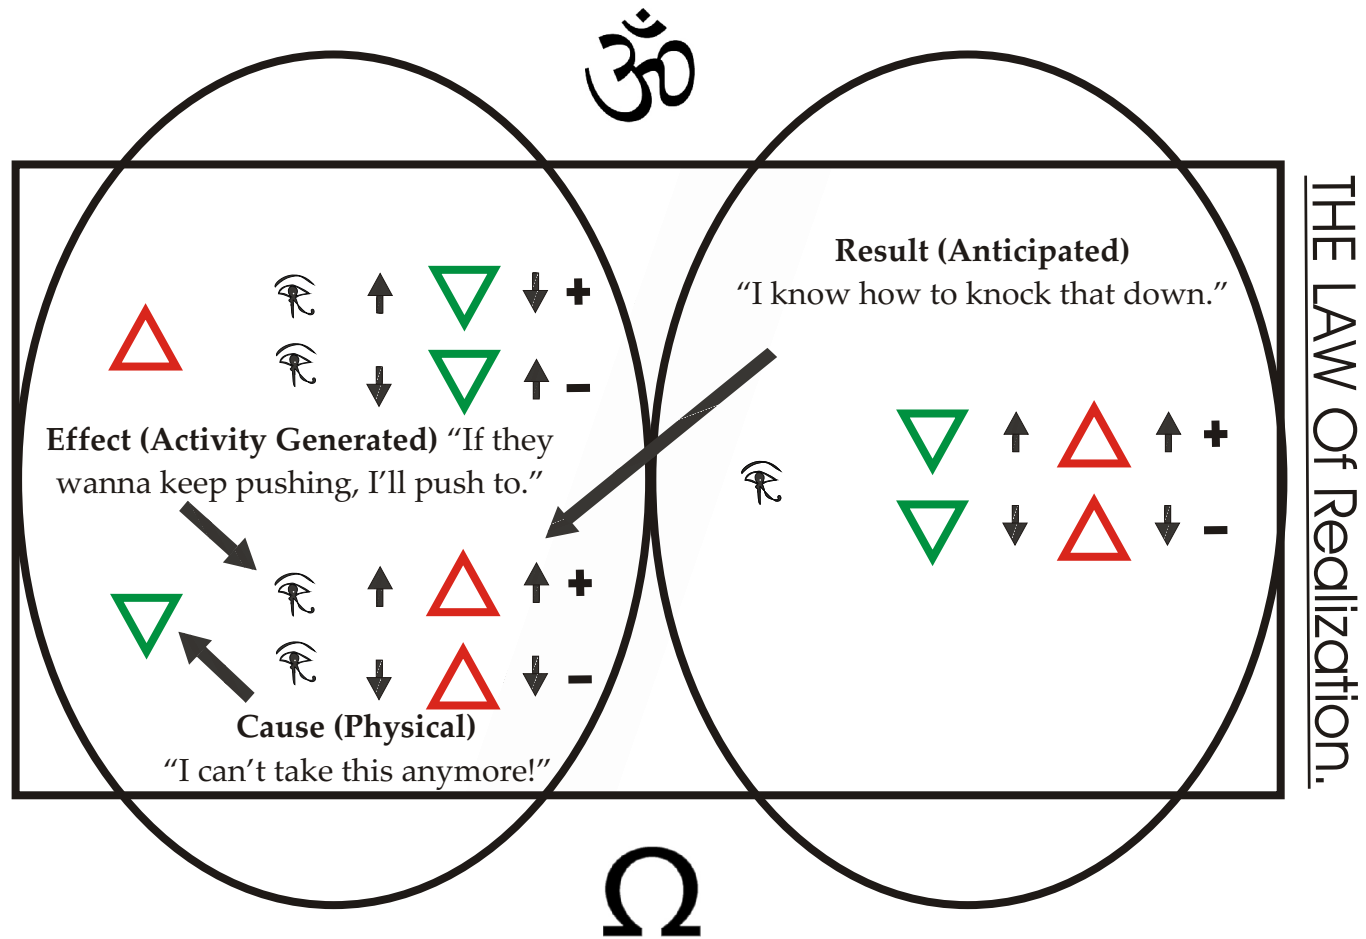 ॐ
Result (Anticipated)
“I know how to knock that down.”
+
−
Effect (Activity Generated) “If they
wanna keep pushing, I’ll push to.”
+
−
+
−
Cause (Physical)
“I can’t take this anymore!”
THE LAW Of Realization.
Ω